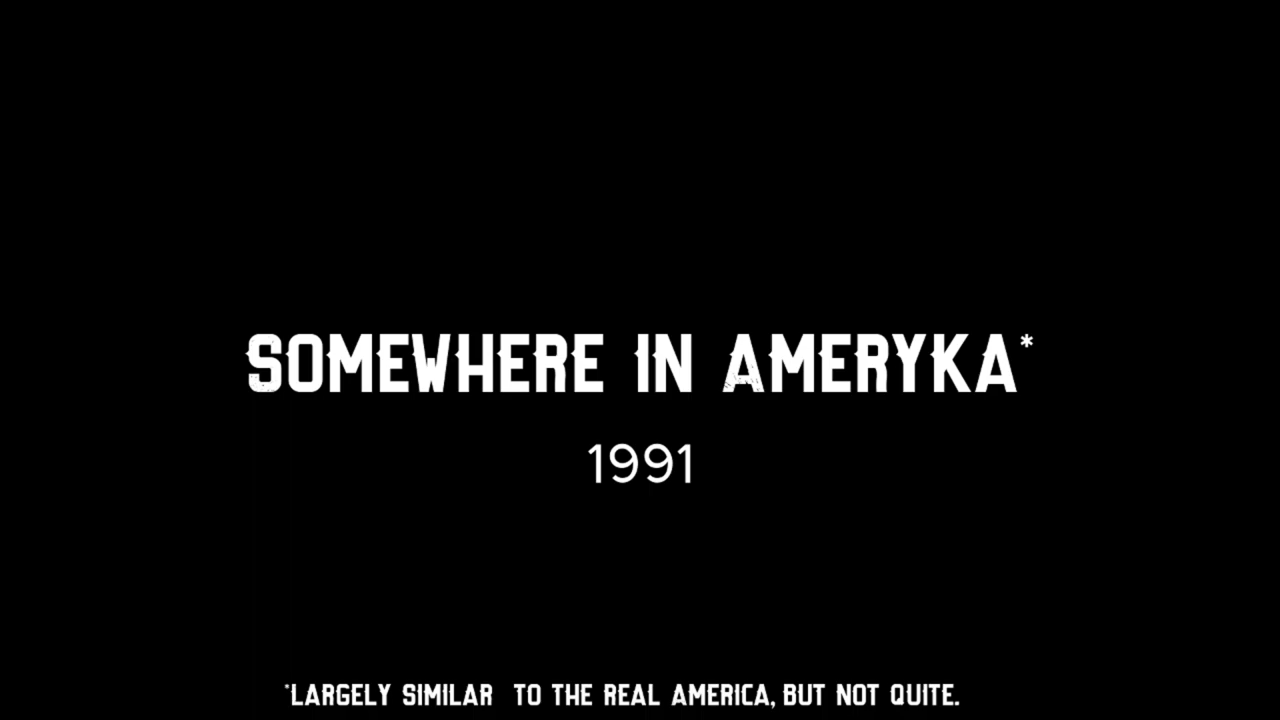 SOMEWHERE IN AMERYKA*
1991
*LARGELY SIMILAR TO THE REAL AMERICA, BUT NOT QUITE.